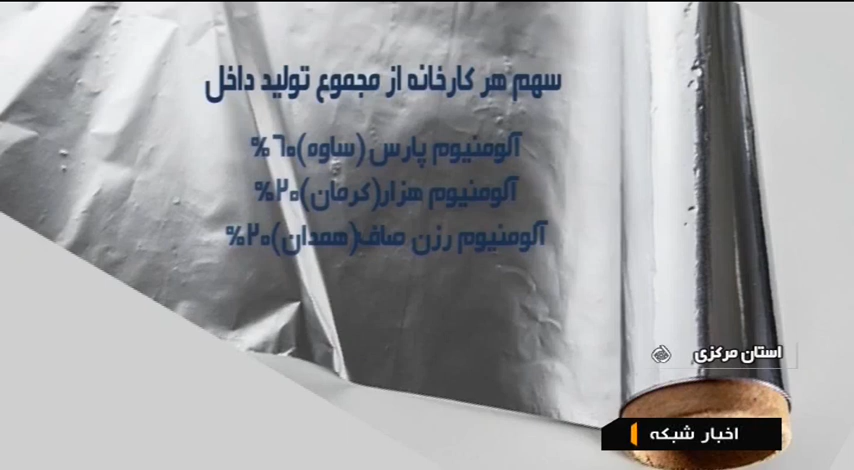 سهم هر کارخانه از مجموع تولید داخل
آلومنیوم پارس (ساوه) ۶۰%
آلومنیوم هزار(کرمان) ۲۰%
آلومنیوم رزن صاف(همدان) ۲۰%
استان مرکزی
اخبار شبکه